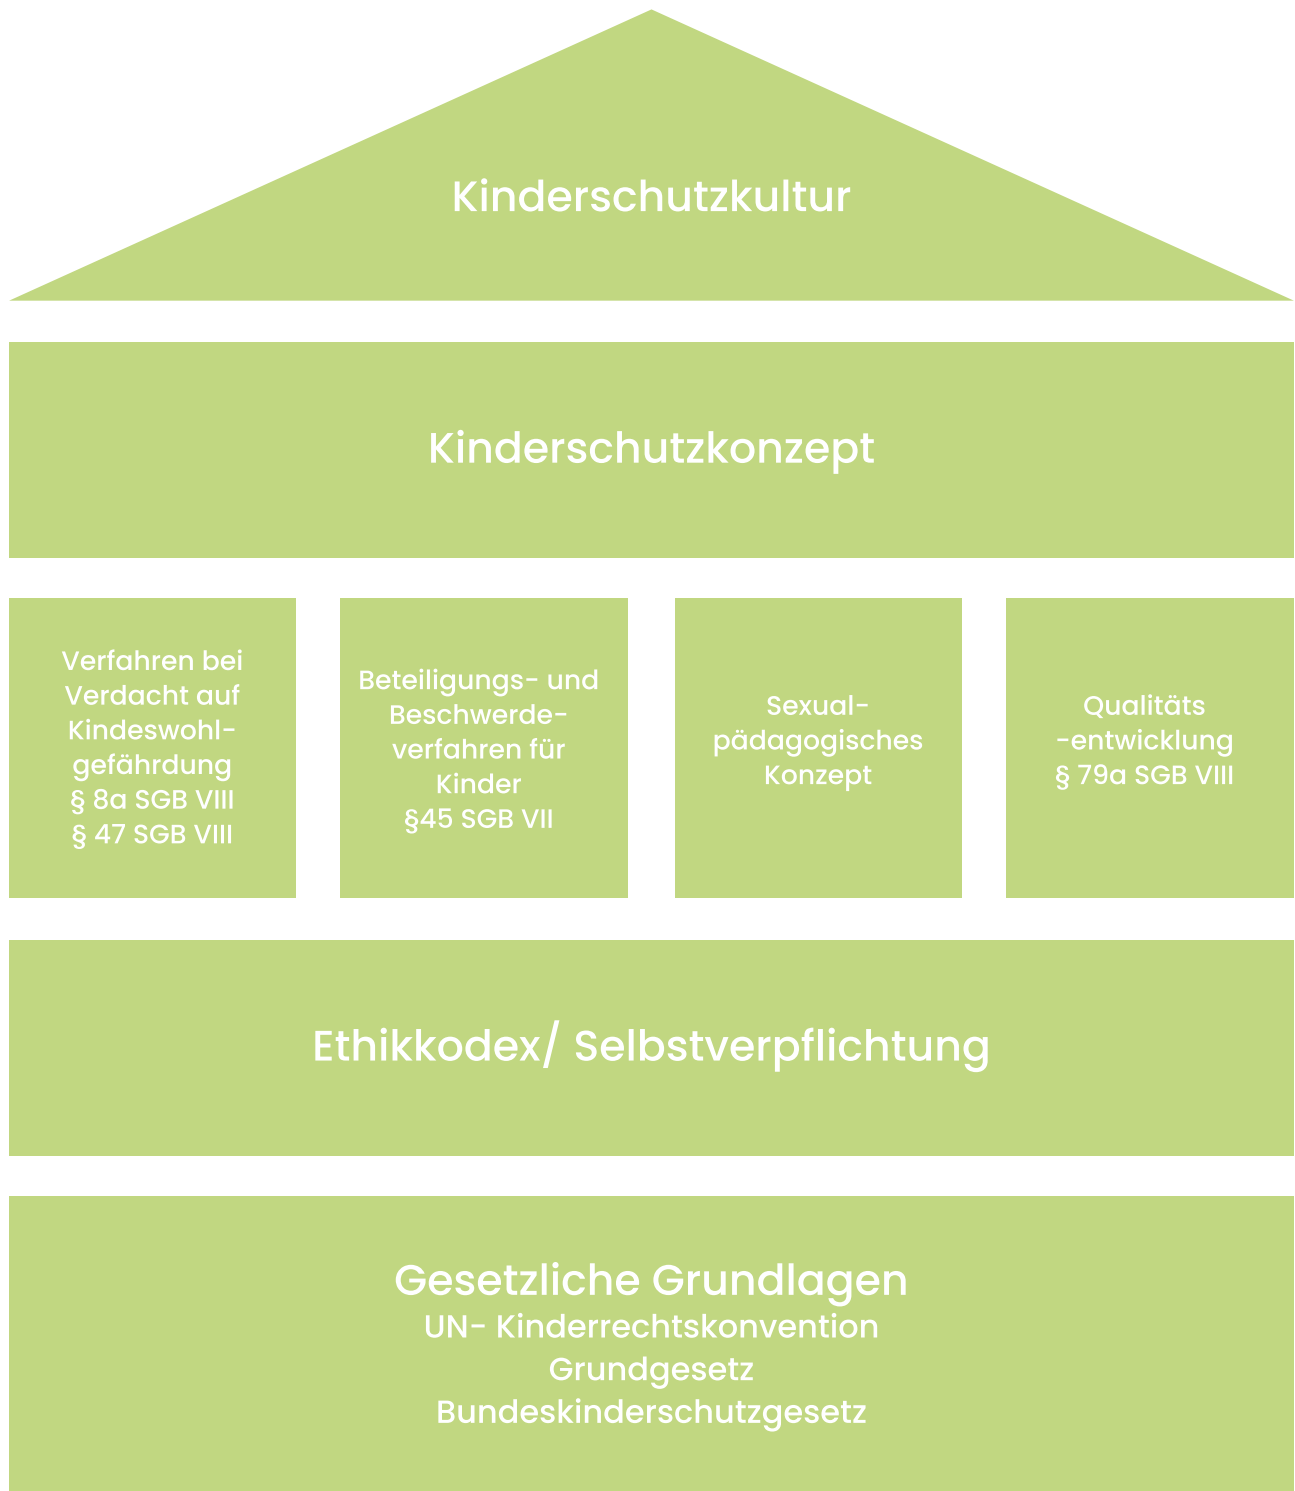 Kinderschutzkultur
Kinderschutzkonzept
Verfahren bei
Verdacht auf
Kindeswohl-
gefährdung
§ 8a SGB VIII
§ 47 SGB VIII
Beteiligungs- und
Beschwerde-
verfahren für
Kinder
§45 SGB VII
Sexual-
pädagogisches
Konzept
Qualitäts
-entwicklung
§ 79a SGB VIII
Ethikkodex/ Selbstverpflichtung
Gesetzliche Grundlagen
UN- Kinderrechtskonvention
Grundgesetz
Bundeskinderschutzgesetz